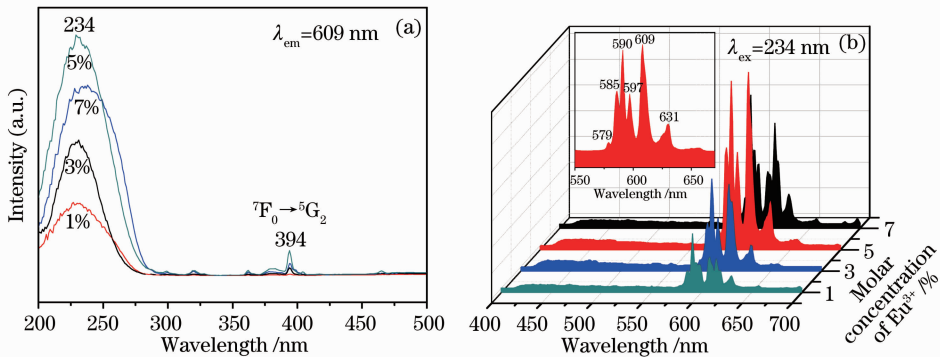 234
5%
7%
3%
1%
λem=609 nm
(a)
⁷F₀→⁵G₂
394
Intensity (a.u.)
200 250 300 350 400 450 500
Wavelength /nm
λex=234 nm
(b)
590
609
585
597
579
631
550 600 650
Wavelength /nm
7
5
3
1
Molar
concentration
of Eu³⁺ /%
400 450 500 550 600 650 700
Wavelength /nm